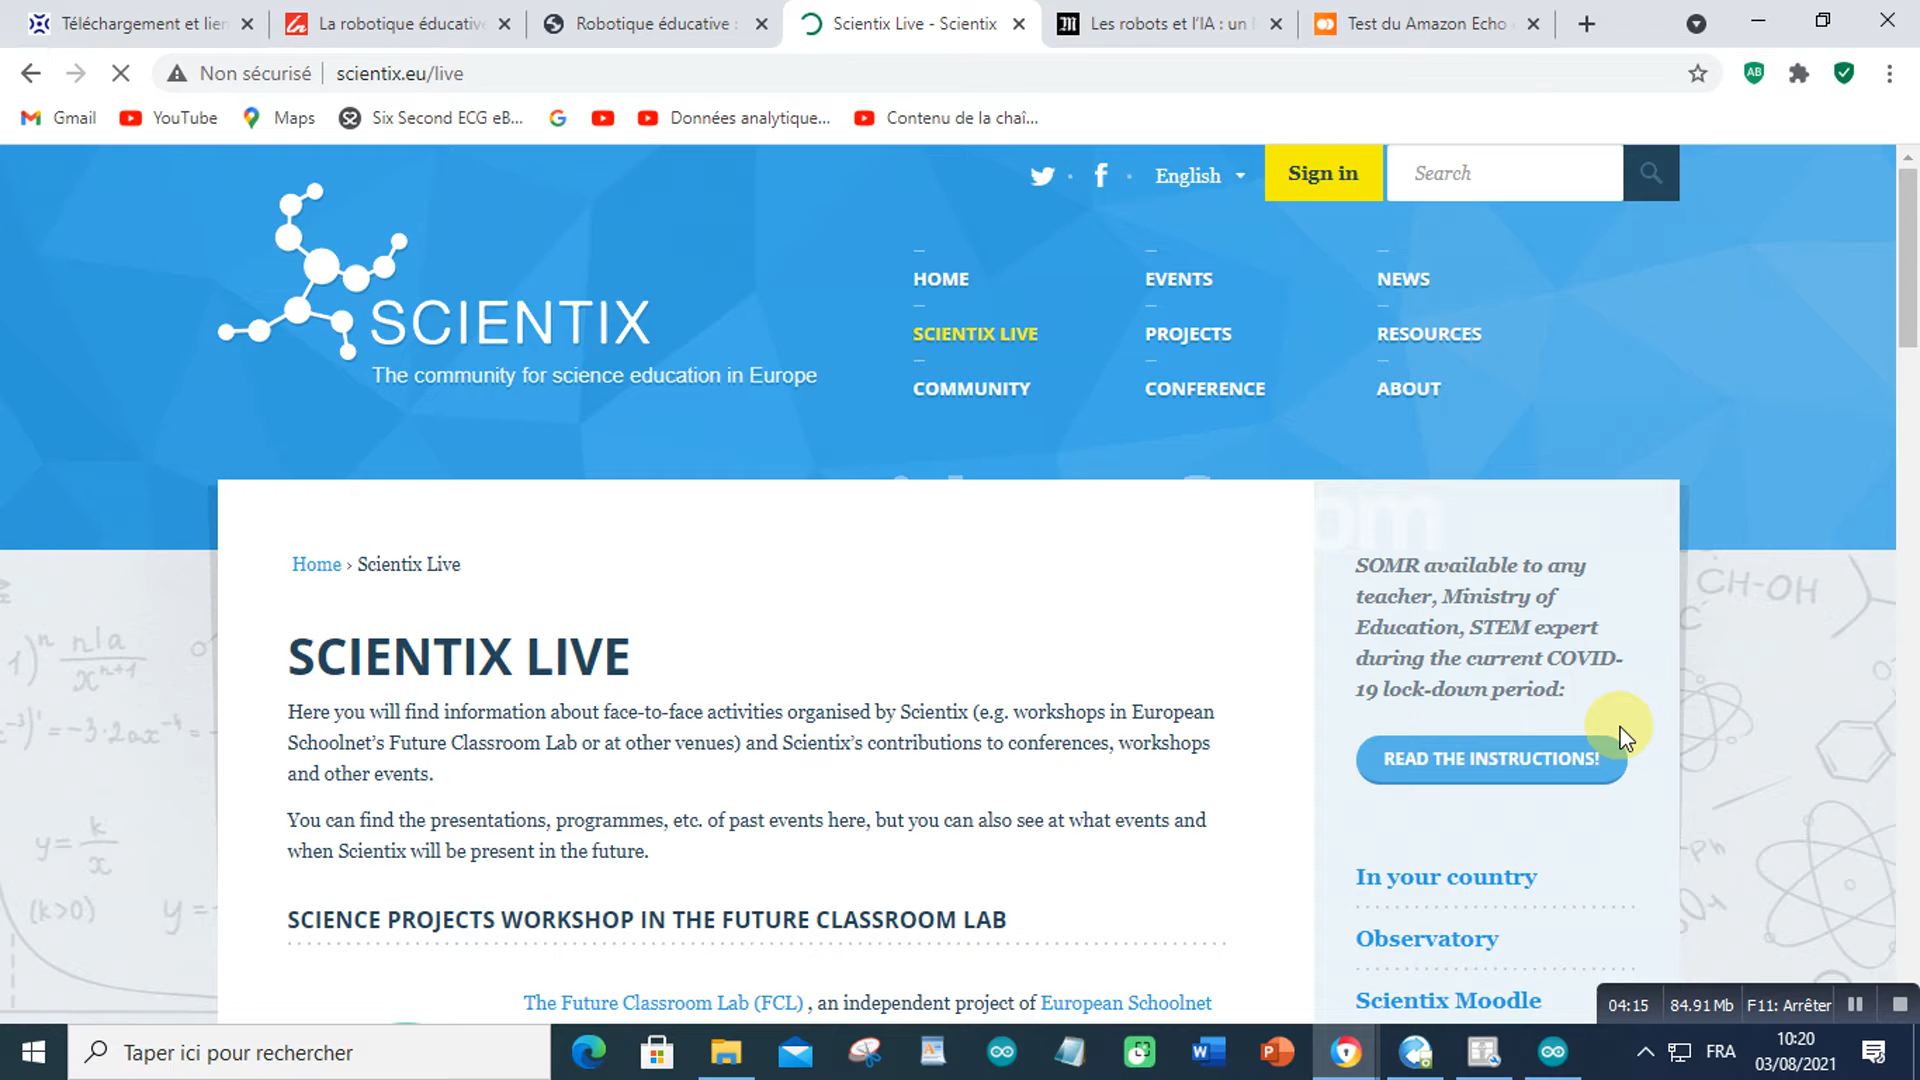 Téléchargement et lien
La robotique éducative
Robotique éducative :
Scientix Live - Scientix
Les robots et l'IA : un
Test du Amazon Echo
Non sécurisé
scientix.eu/live
Gmail
YouTube
Maps
Six Second ECG eB...
Données analytique...
Contenu de la chaî...
English
Sign in
Search
SCIENTIX
The community for science education in Europe
HOME
EVENTS
NEWS
SCIENTIX LIVE
PROJECTS
RESOURCES
COMMUNITY
CONFERENCE
ABOUT
Home › Scientix Live
SCIENTIX LIVE
Here you will find information about face-to-face activities organised by Scientix (e.g. workshops in European
Schoolnet's Future Classroom Lab or at other venues) and Scientix's contributions to conferences, workshops
and other events.
You can find the presentations, programmes, etc. of past events here, but you can also see at what events and
when Scientix will be present in the future.
SCIENCE PROJECTS WORKSHOP IN THE FUTURE CLASSROOM LAB
The Future Classroom Lab (FCL) , an independent project of European Schoolnet
SOMR available to any
teacher, Ministry of
Education, STEM expert
during the current COVID-
19 lock-down period:
READ THE INSTRUCTIONS!
In your country
Observatory
Scientix Moodle
CH-OH
y= k/x
(k>0)
04:15
84.91 Mb
F11: Arrêter
Taper ici pour rechercher
FRA
10:20
03/08/2021